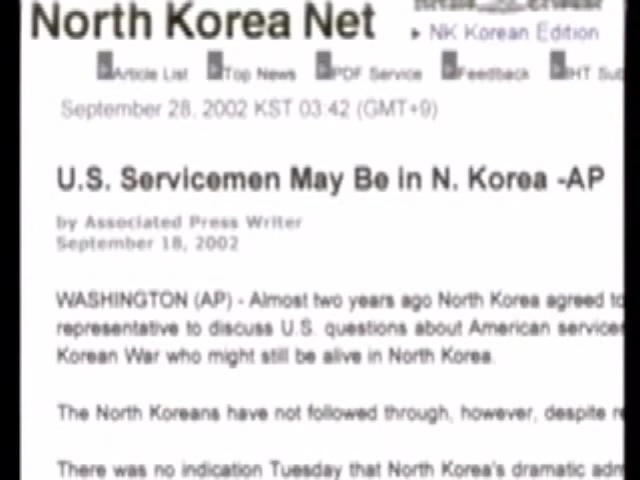 North Korea Net
▸ NK Korean Edition
Article List Top News PDF Service Feedback IHT Sub
September 28, 2002 KST 03:42 (GMT+9)
U.S. Servicemen May Be in N. Korea -AP
by Associated Press Writer
September 18, 2002
WASHINGTON (AP) - Almost two years ago North Korea agreed to
representative to discuss U.S. questions about American service
Korean War who might still be alive in North Korea.
The North Koreans have not followed through, however, despite re
There was no indication Tuesday that North Korea's dramatic adm